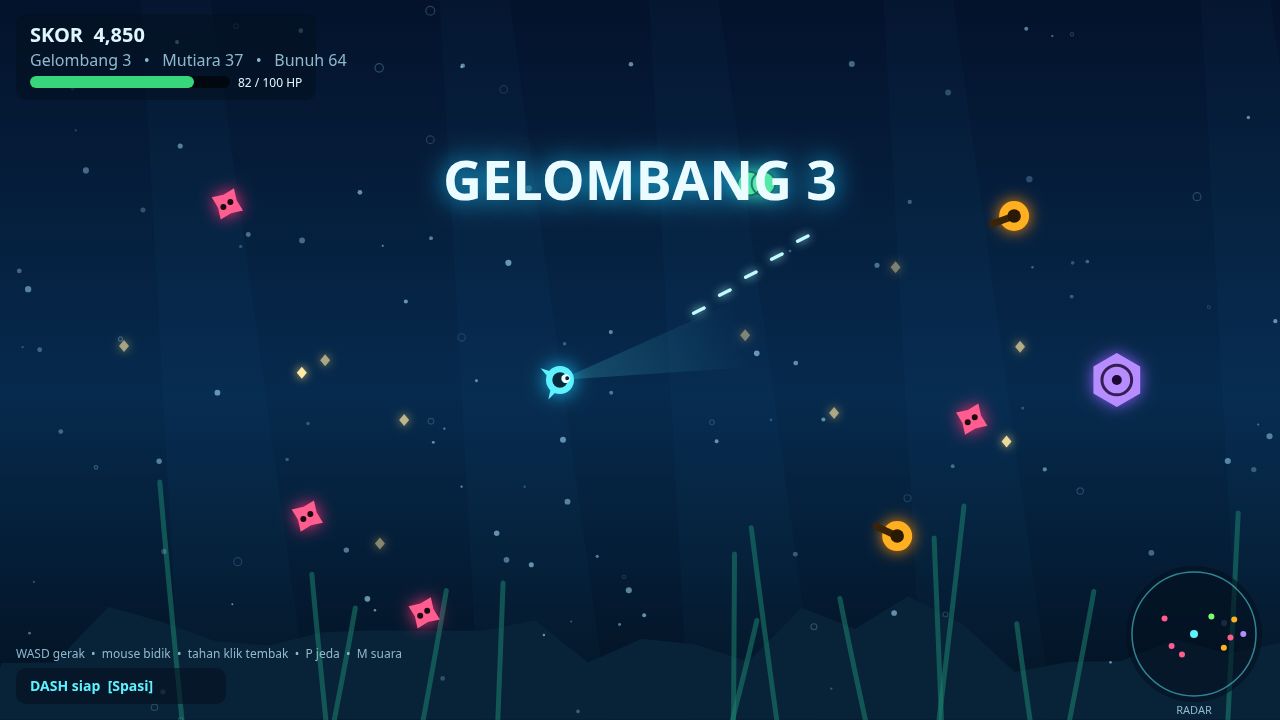 SKOR 4,850
Gelombang 3 • Mutiara 37 • Bunuh 64
82 / 100 HP
GELOMBANG 3
WASD gerak • mouse bidik • tahan klik tembak • P jeda • M suara
DASH siap [Spasi]
RADAR